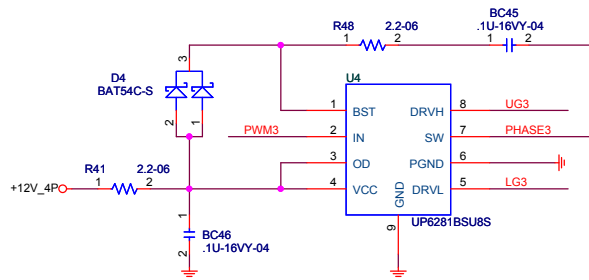 R48 2.2-06
1 2
BC45
.1U-16VY-04
1 2
3
D4
BAT54C-S
2 1
U4
1 BST DRVH 8 UG3
PWM3 2 IN SW 7 PHASE3
3 OD PGND 6
4 VCC DRVL 5 LG3
GND
9
UP6281BSU8S
R41 2.2-06
+12V_4P 1 2
1
BC46
.1U-16VY-04
2